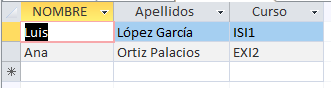 NOMBRE Apellidos Curso
Luis López García ISI1
Ana Ortiz Palacios EXI2